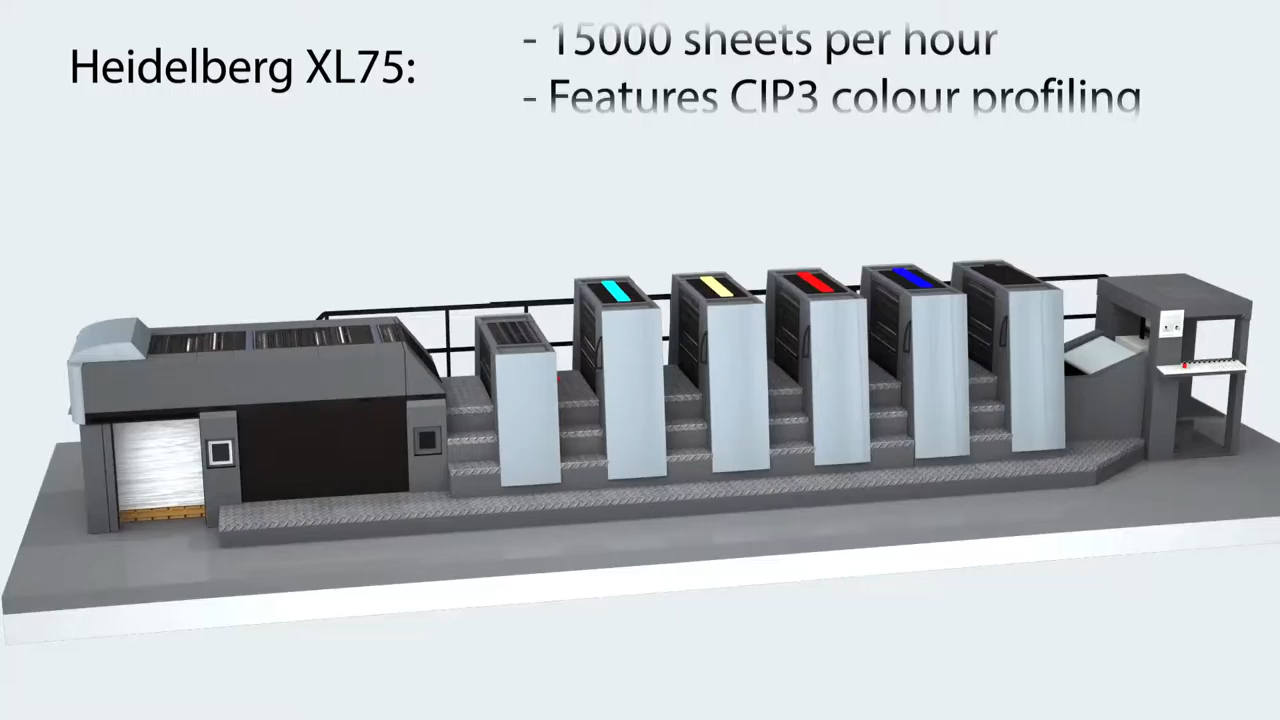 Heidelberg XL75:
- 15000 sheets per hour
- Features CIP3 colour profiling